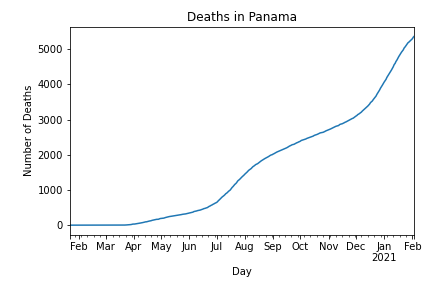 Deaths in Panama
Number of Deaths
5000
4000
3000
2000
1000
0
Feb Mar Apr May Jun Jul Aug Sep Oct Nov Dec Jan Feb
2021
Day